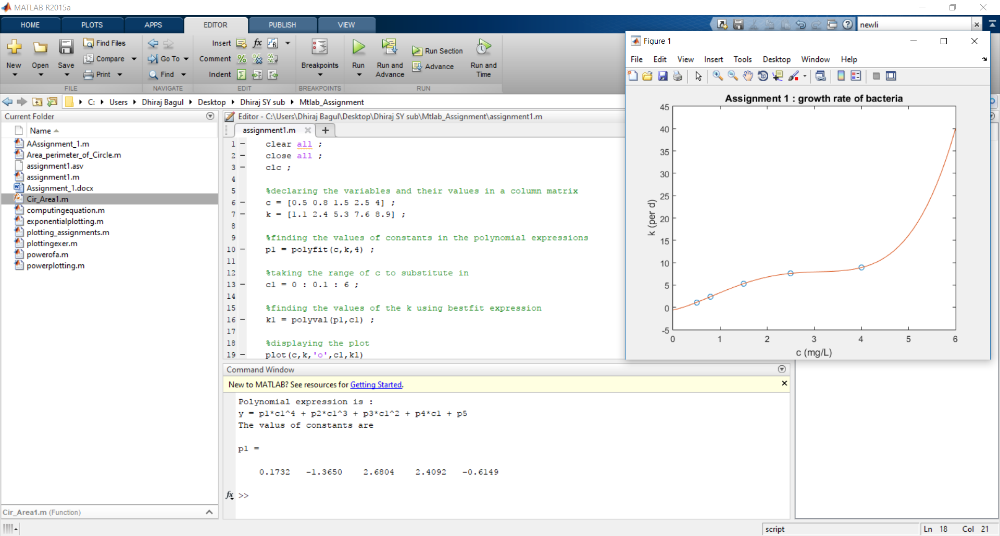 MATLAB R2015a
HOME PLOTS APPS EDITOR PUBLISH VIEW
newli
New
Open
Save
Find Files
Compare
Print
FILE
Go To
Find
NAVIGATE
Insert fx
Comment
Indent
EDIT
Breakpoints
BREAKPOINTS
Run
Run and
Advance
Run Section
Advance
Run and
Time
RUN
C: Users Dhiraj Bagul Desktop Dhiraj SY sub Mtlab_Assignment
Current Folder
Name
AAssignment_1.m
Area_perimeter_of_Circle.m
assignment1.asv
assignment1.m
Assignment_1.docx
Cir_Area1.m
computingequation.m
exponentialplotting.m
plotting_assignments.m
plottingexer.m
powerofa.m
powerplotting.m
Cir_Area1.m (Function)
Editor - C:\Users\Dhiraj Bagul\Desktop\Dhiraj SY sub\Mtlab_Assignment\assignment1.m
assignment1.m
1 – clear all ;
2 – close all ;
3 – clc ;
4
5 %declaring the variables and their values in a column matrix
6 – c = [0.5 0.8 1.5 2.5 4] ;
7 – k = [1.1 2.4 5.3 7.6 8.9] ;
8
9 %finding the values of constants in the polynomial expressions
10 – p1 = polyfit(c,k,4) ;
11
12 %taking the range of c to substitute in
13 – c1 = 0 : 0.1 : 6 ;
14
15 %finding the values of the k using bestfit expression
16 – k1 = polyval(p1,c1) ;
17
18 %displaying the plot
19 – plot(c,k,'o',c1,k1)
Command Window
New to MATLAB? See resources for Getting Started.
Polynomial expression is :
y = p1*c1^4 + p2*c1^3 + p3*c1^2 + p4*c1 + p5
The valus of constants are
p1 =
0.1732 -1.3650 2.6804 2.4092 -0.6149
fx >>
Figure 1
File Edit View Insert Tools Desktop Window Help
Assignment 1 : growth rate of bacteria
45
40
35
30
25
20
15
10
5
0
-5
k (per d)
0 1 2 3 4 5 6
c (mg/L)
script
Ln 18 Col 21